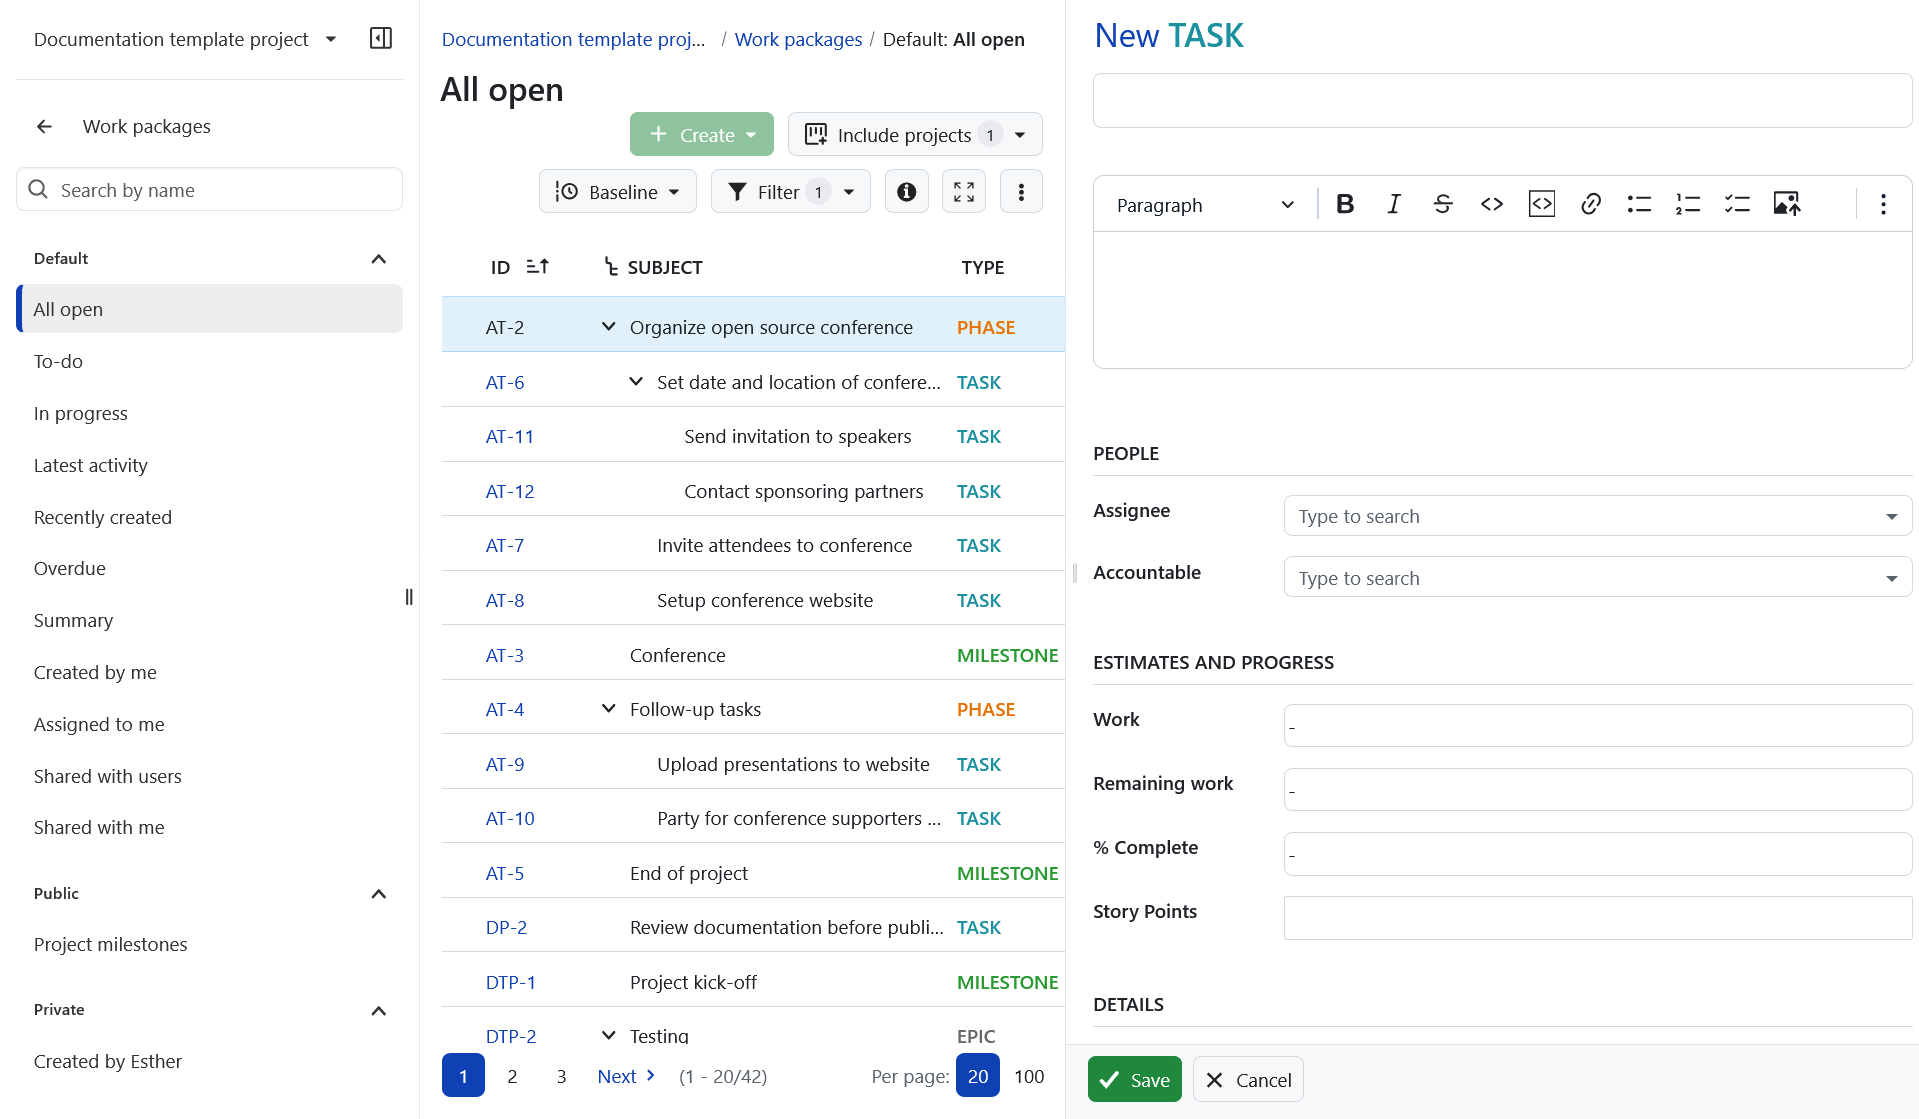 Documentation template project
Work packages
Search by name
Default
All open
To-do
In progress
Latest activity
Recently created
Overdue
Summary
Created by me
Assigned to me
Shared with users
Shared with me
Public
Project milestones
Private
Created by Esther
Documentation template proj... / Work packages / Default: All open
All open
Create
Include projects 1
Baseline
Filter 1
ID SUBJECT TYPE
AT-2 Organize open source conference PHASE
AT-6 Set date and location of confere... TASK
AT-11 Send invitation to speakers TASK
AT-12 Contact sponsoring partners TASK
AT-7 Invite attendees to conference TASK
AT-8 Setup conference website TASK
AT-3 Conference MILESTONE
AT-4 Follow-up tasks PHASE
AT-9 Upload presentations to website TASK
AT-10 Party for conference supporters ... TASK
AT-5 End of project MILESTONE
DP-2 Review documentation before publi... TASK
DTP-1 Project kick-off MILESTONE
DTP-2 Testing EPIC
1 2 3 Next (1 - 20/42) Per page: 20 100
New TASK
Paragraph
PEOPLE
Assignee Type to search
Accountable Type to search
ESTIMATES AND PROGRESS
Work -
Remaining work -
% Complete -
Story Points
DETAILS
Save Cancel